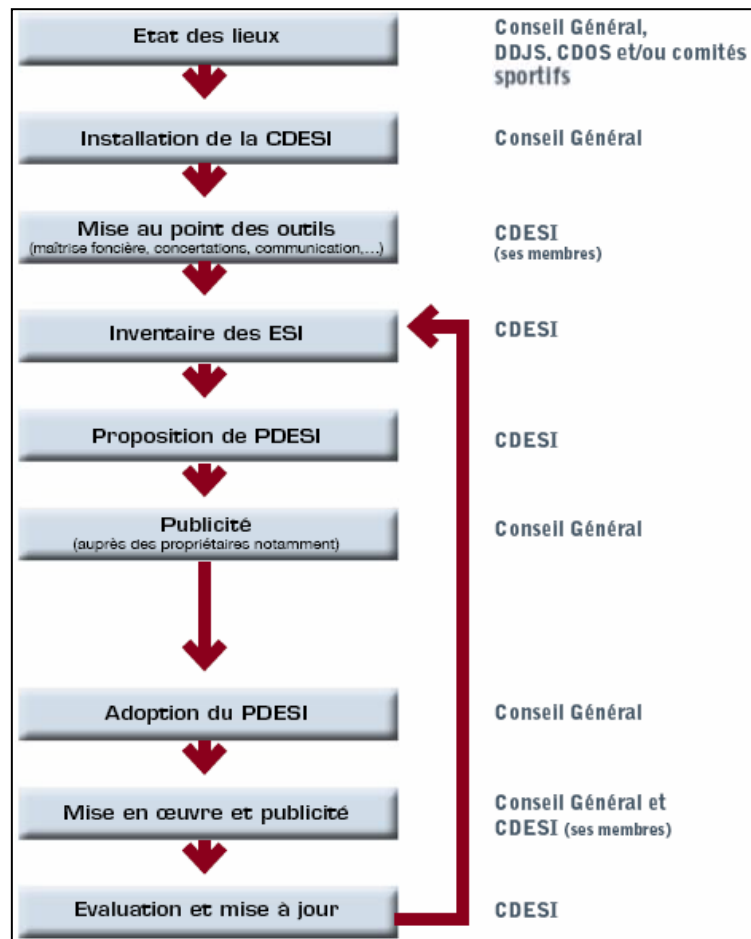 Etat des lieux
Conseil Général,
DDJS, CDOS et/ou comités
sportifs
Installation de la CDESI
Conseil Général
Mise au point des outils
(maîtrise foncière, concertations, communication,...)
CDESI
(ses membres)
Inventaire des ESI
CDESI
Proposition de PDESI
CDESI
Publicité
(auprès des propriétaires notamment)
Conseil Général
Adoption du PDESI
Conseil Général
Mise en œuvre et publicité
Conseil Général et
CDESI (ses membres)
Evaluation et mise à jour
CDESI